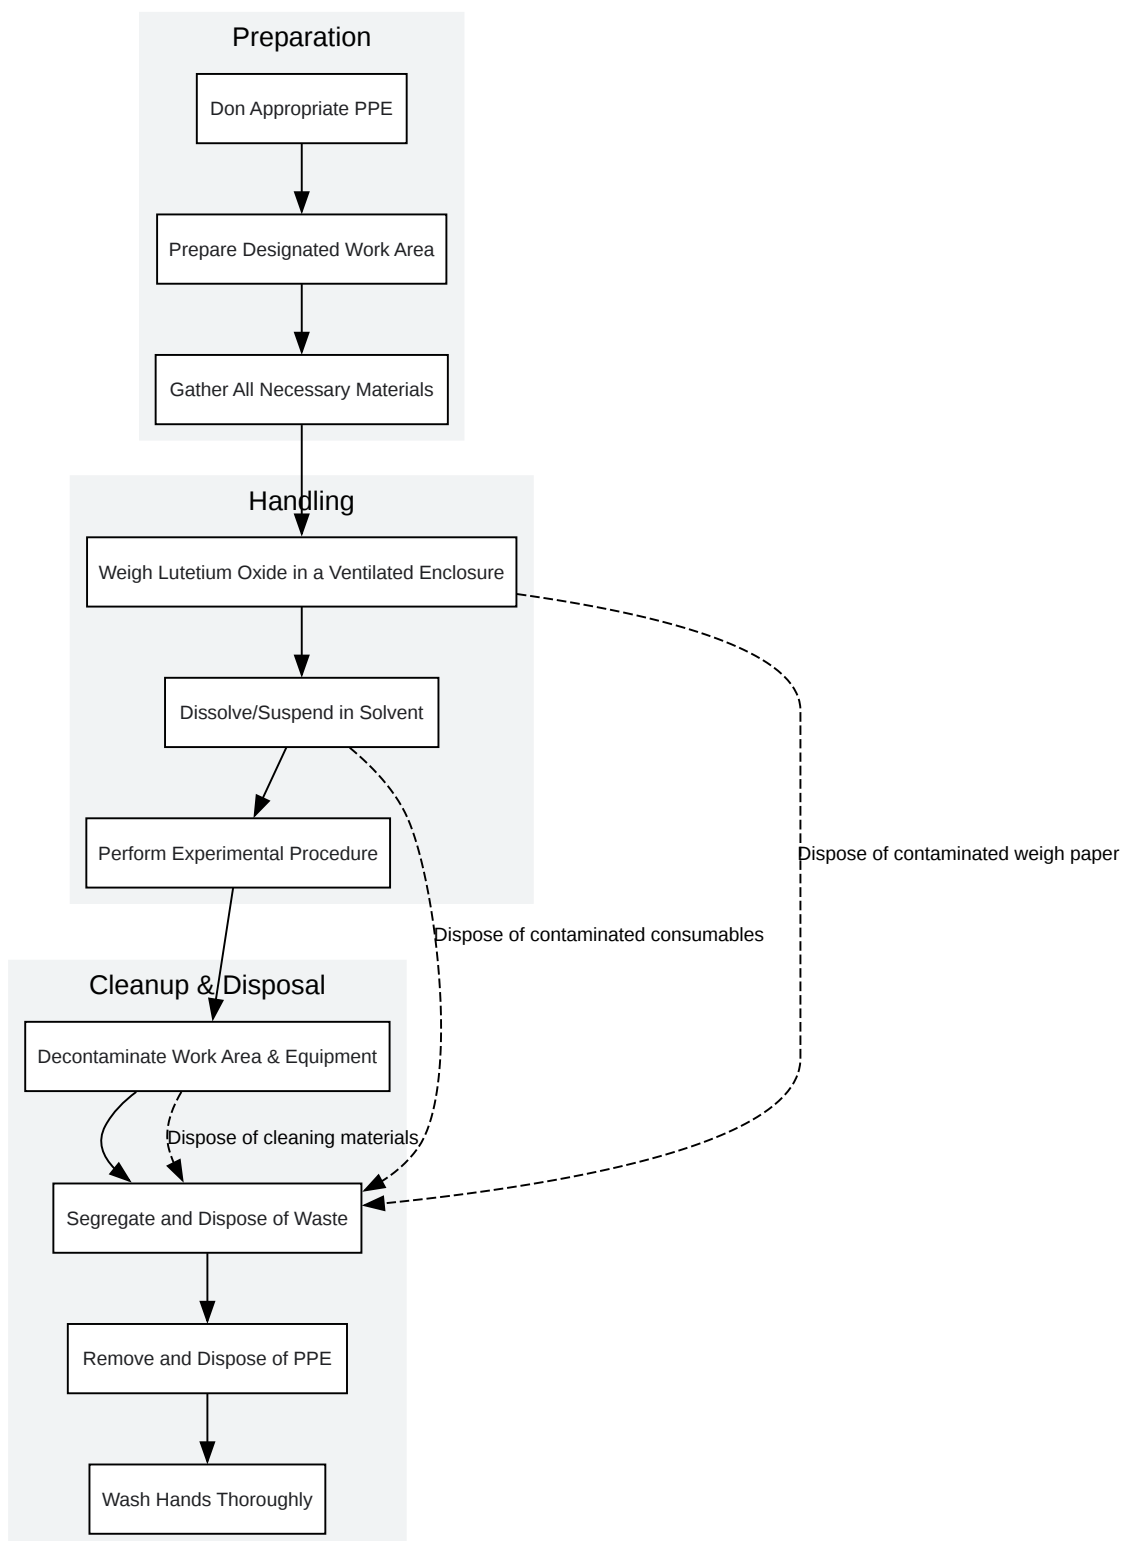 Preparation
Don Appropriate PPE
Prepare Designated Work Area
Gather All Necessary Materials
Handling
Weigh Lutetium Oxide in a Ventilated Enclosure
Dissolve/Suspend in Solvent
Perform Experimental Procedure
Dispose of contaminated weigh paper
Dispose of contaminated consumables
Cleanup & Disposal
Decontaminate Work Area & Equipment
Dispose of cleaning materials
Segregate and Dispose of Waste
Remove and Dispose of PPE
Wash Hands Thoroughly